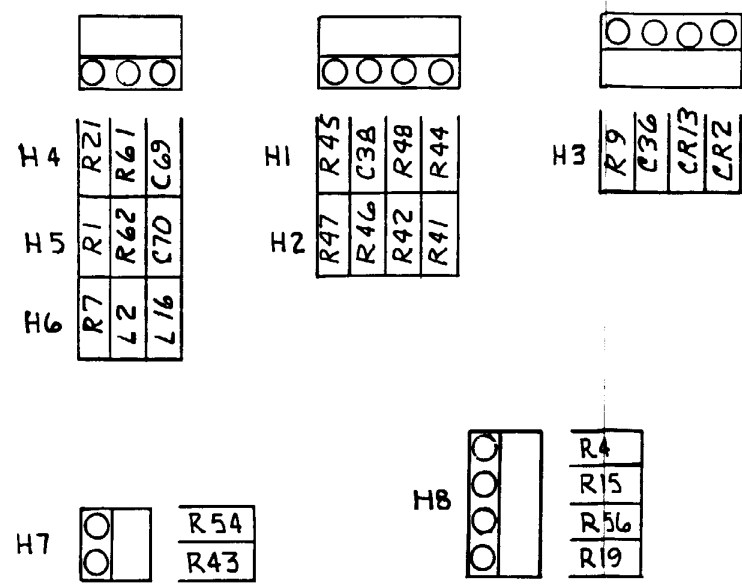 H4 R21 R61 C69
H5 R1 R62 C70
H6 R7 L2 L16
H1 R45 C38 R48 R44
H2 R47 R46 R42 R41
H3 R9 C36 CR13 CR2
H7
R54
R43
H8
R4
R15
R56
R19